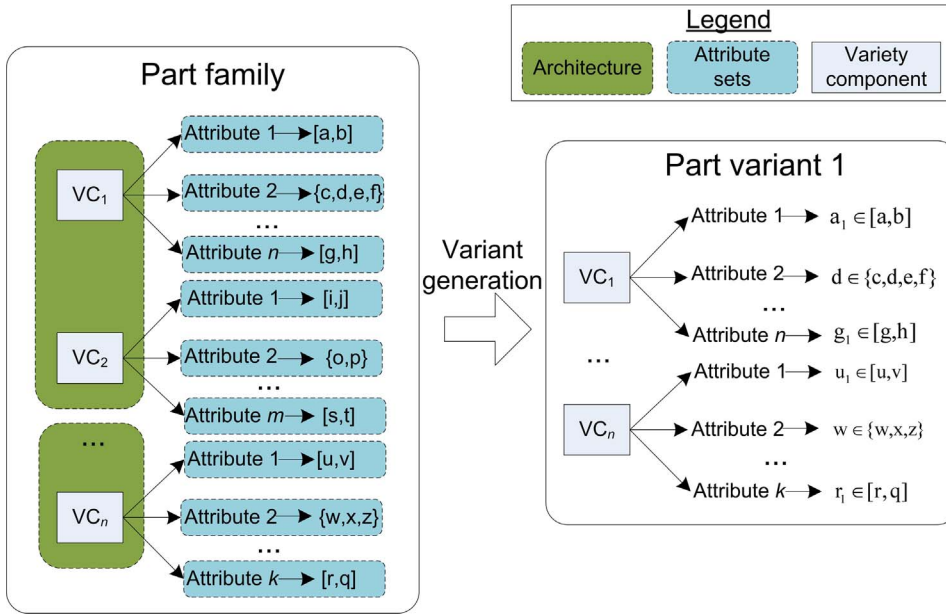 Legend
Architecture
Attribute
sets
Variety
component
Part family
VC1
Attribute 1 [a,b]
Attribute 2 {c,d,e,f}
...
Attribute n [g,h]
VC2
Attribute 1 [i,j]
Attribute 2 {o,p}
...
Attribute m [s,t]
...
VCn
Attribute 1 [u,v]
Attribute 2 {w,x,z}
...
Attribute k [r,q]
Variant
generation
Part variant 1
VC1
Attribute 1 a1 ∈[a,b]
Attribute 2 d ∈{c,d,e,f}
...
Attribute n g1 ∈[g,h]
...
VCn
Attribute 1 u1 ∈[u,v]
Attribute 2 w ∈{w,x,z}
...
Attribute k r1 ∈[r,q]